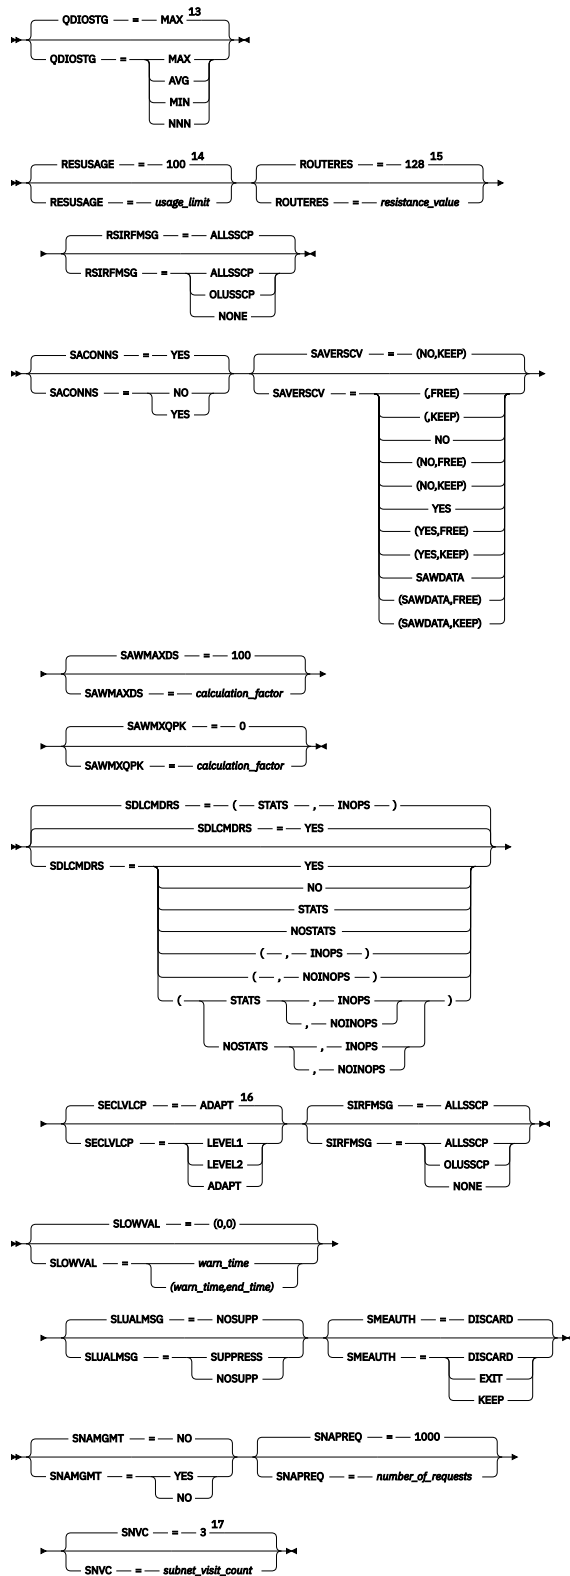 QDIOSTG = MAX 13
QDIOSTG = MAX
AVG
MIN
NNN
RESUSAGE = 100 14 ROUTERES = 128 15
RESUSAGE = usage_limit ROUTERES = resistance_value
RSIRFMSG = ALLSSCP
RSIRFMSG = ALLSSCP
OLUSSCP
NONE
SACONNS = YES SAVERSCV = (NO,KEEP)
SACONNS = NO SAVERSCV = (,FREE)
YES (,KEEP)
NO
(NO,FREE)
(NO,KEEP)
YES
(YES,FREE)
(YES,KEEP)
SAWDATA
(SAWDATA,FREE)
(SAWDATA,KEEP)
SAWMAXDS = 100
SAWMAXDS = calculation_factor
SAWMXQPK = 0
SAWMXQPK = calculation_factor
SDLCMDRS = ( STATS , INOPS )
SDLCMDRS = YES
SDLCMDRS = YES
NO
STATS
NOSTATS
( , INOPS )
( , NOINOPS )
( STATS , INOPS )
, NOINOPS
NOSTATS , INOPS
, NOINOPS
SECLVLCP = ADAPT 16 SIRFMSG = ALLSSCP
SECLVLCP = LEVEL1 SIRFMSG = ALLSSCP
LEVEL2 OLUSSCP
ADAPT NONE
SLOWVAL = (0,0)
SLOWVAL = warn_time
(warn_time,end_time)
SLUALMSG = NOSUPP SMEAUTH = DISCARD
SLUALMSG = SUPPRESS SMEAUTH = DISCARD
NOSUPP EXIT
KEEP
SNAMGMT = NO SNAPREQ = 1000
SNAMGMT = YES SNAPREQ = number_of_requests
NO
SNVC = 3 17
SNVC = subnet_visit_count